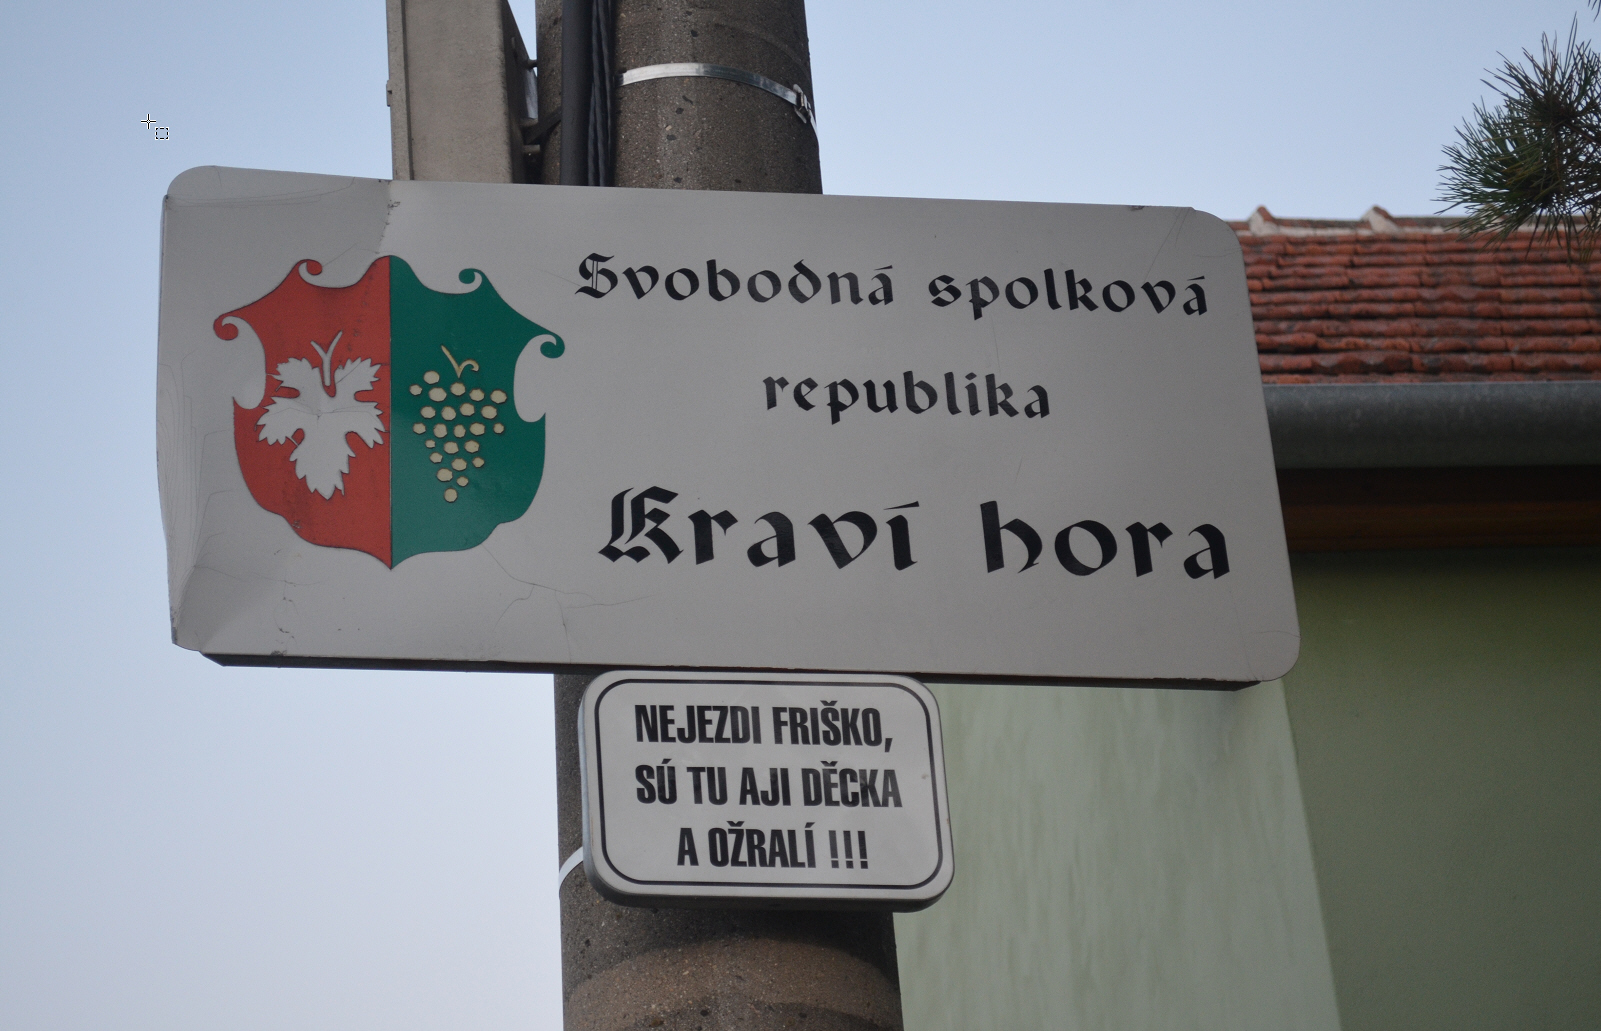 Svobodná spolková
republika
Kraví hora
NEJEZDI FRIŠKO,
SÚ TU AJI DĚCKA
A OŽRALÍ !!!